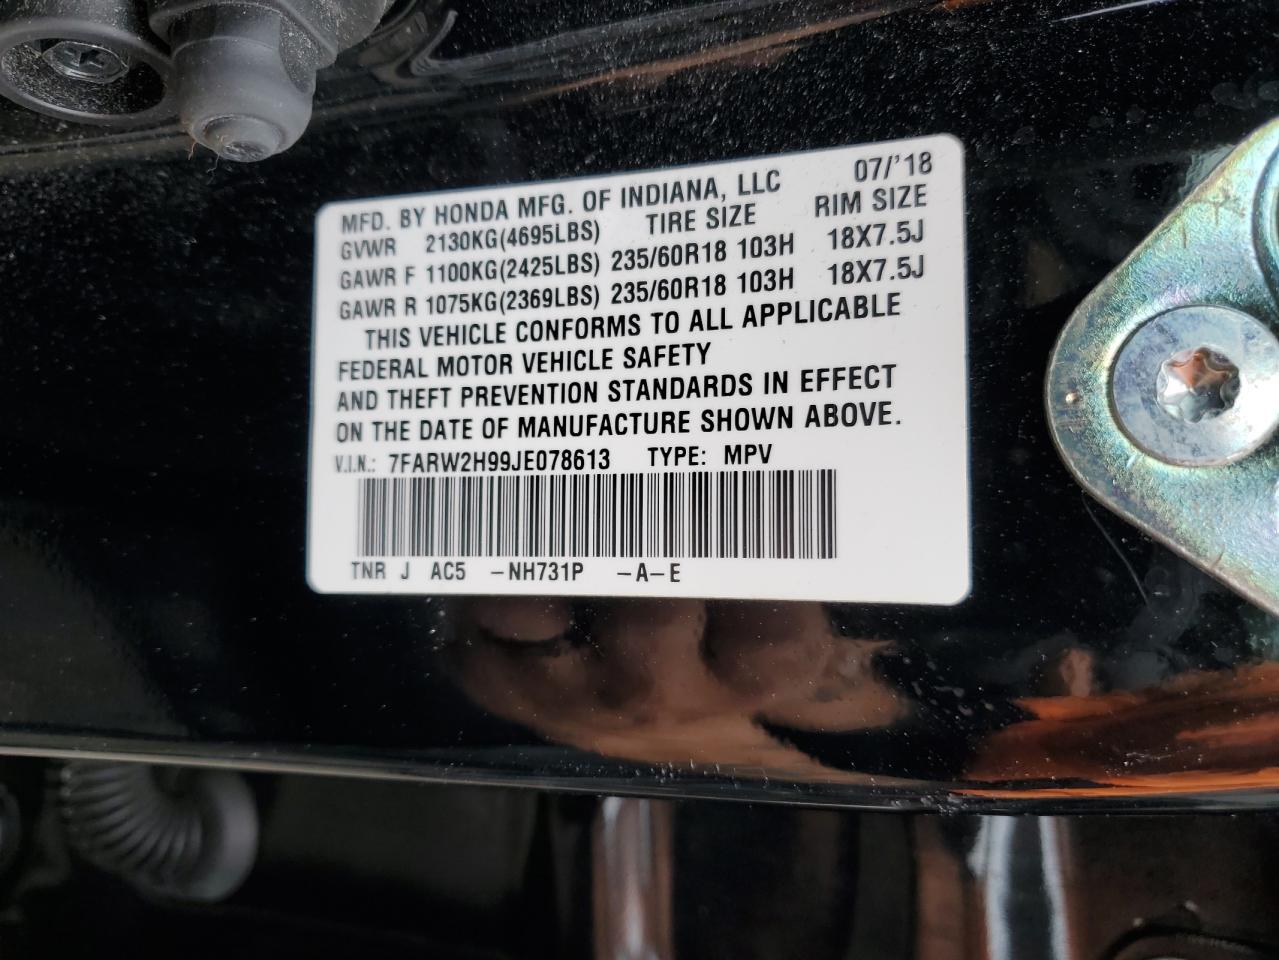 MFD. BY HONDA MFG. OF INDIANA, LLC 07/'18
GVWR 2130KG(4695LBS) TIRE SIZE RIM SIZE
GAWR F 1100KG(2425LBS) 235/60R18 103H 18X7.5J
GAWR R 1075KG(2369LBS) 235/60R18 103H 18X7.5J
THIS VEHICLE CONFORMS TO ALL APPLICABLE
FEDERAL MOTOR VEHICLE SAFETY
AND THEFT PREVENTION STANDARDS IN EFFECT
ON THE DATE OF MANUFACTURE SHOWN ABOVE.
V.I.N.: 7FARW2H99JE078613 TYPE: MPV
TNR J AC5 -NH731P -A-E